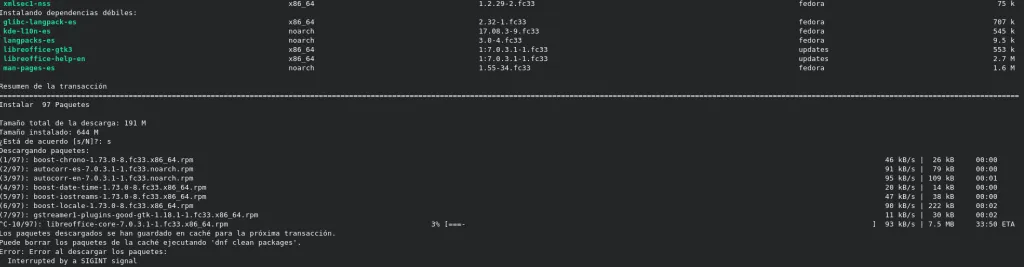 xmlsec1-nss x86_64 1.2.29-2.fc33 fedora 75 k
Instalando dependencias débiles:
glibc-langpack-es x86_64 2.32-1.fc33 fedora 707 k
kde-l10n-es noarch 17.08.3-9.fc33 fedora 545 k
langpacks-es noarch 3.0-4.fc33 fedora 9.5 k
libreoffice-gtk3 x86_64 1:7.0.3.1-1.fc33 updates 553 k
libreoffice-help-en x86_64 1:7.0.3.1-1.fc33 updates 2.7 M
man-pages-es noarch 1.55-34.fc33 fedora 1.6 M
Resumen de la transacción
Instalar 97 Paquetes
Tamaño total de la descarga: 191 M
Tamaño instalado: 644 M
¿Está de acuerdo [s/N]?: s
Descargando paquetes:
(1/97): boost-chrono-1.73.0-8.fc33.x86_64.rpm 46 kB/s | 26 kB 00:00
(2/97): autocorr-es-7.0.3.1-1.fc33.noarch.rpm 91 kB/s | 79 kB 00:00
(3/97): autocorr-en-7.0.3.1-1.fc33.noarch.rpm 95 kB/s | 109 kB 00:01
(4/97): boost-date-time-1.73.0-8.fc33.x86_64.rpm 20 kB/s | 14 kB 00:00
(5/97): boost-iostreams-1.73.0-8.fc33.x86_64.rpm 47 kB/s | 38 kB 00:00
(6/97): boost-locale-1.73.0-8.fc33.x86_64.rpm 90 kB/s | 222 kB 00:02
(7/97): gstreamer1-plugins-good-gtk-1.18.1-1.fc33.x86_64.rpm 11 kB/s | 30 kB 00:02
^C-10/97): libreoffice-core-7.0.3.1-1.fc33.x86_64.rpm 3% [===- ] 93 kB/s | 7.5 MB 33:50 ETA
Los paquetes descargados se han guardado en caché para la próxima transacción.
Puede borrar los paquetes de la caché ejecutando 'dnf clean packages'.
Error: Error al descargar los paquetes:
Interrupted by a SIGINT signal